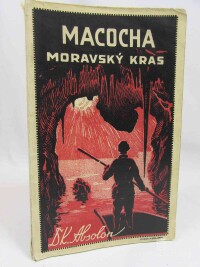 MACOCHA
MORAVSKÝ KRAS
Dr K. Absolon